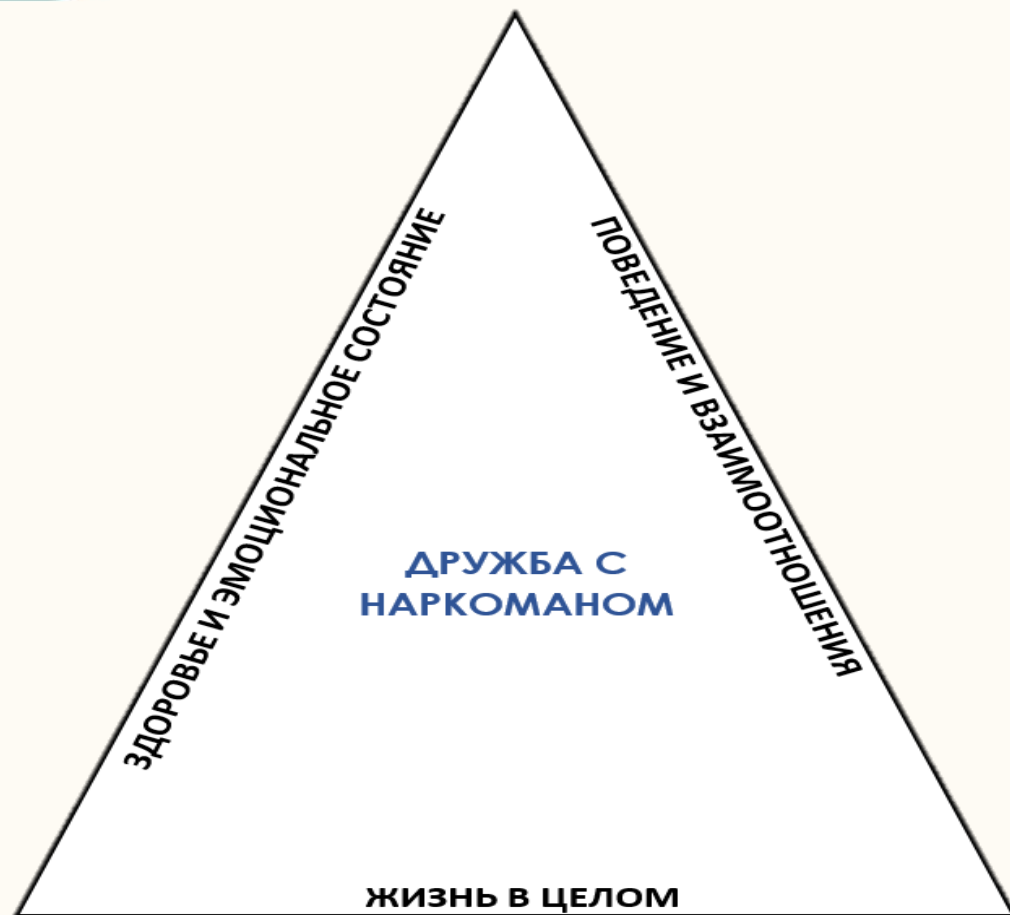 ЗДОРОВЬЕ И ЭМОЦИОНАЛЬНОЕ СОСТОЯНИЕ
ПОВЕДЕНИЕ И ВЗАИМООТНОШЕНИЯ
ДРУЖБА С
НАРКОМАНОМ
ЖИЗНЬ В ЦЕЛОМ